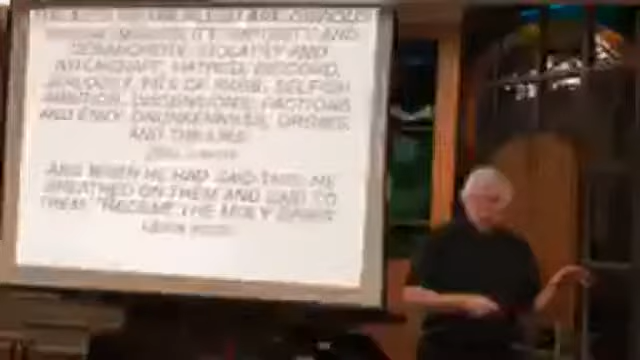 THE ACTS OF THE FLESH ARE OBVIOUS
IMMORALITY, IMPURITY AND
DEBAUCHERY; IDOLATRY AND
WITCHCRAFT; HATRED, DISCORD,
JEALOUSY, FITS OF RAGE, SELFISH
AMBITION, DISSENSIONS, FACTIONS
AND ENVY; DRUNKENNESS, ORGIES,
AND THE LIKE.
AND WHEN HE HAD SAID THIS, HE
BREATHED ON THEM AND SAID TO
THEM, "RECEIVE THE HOLY SPIRIT.